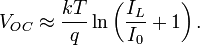 V_{OC} \approx \frac{kT}{q} \ln \left( \frac{I_L}{I_0} + 1 \right).